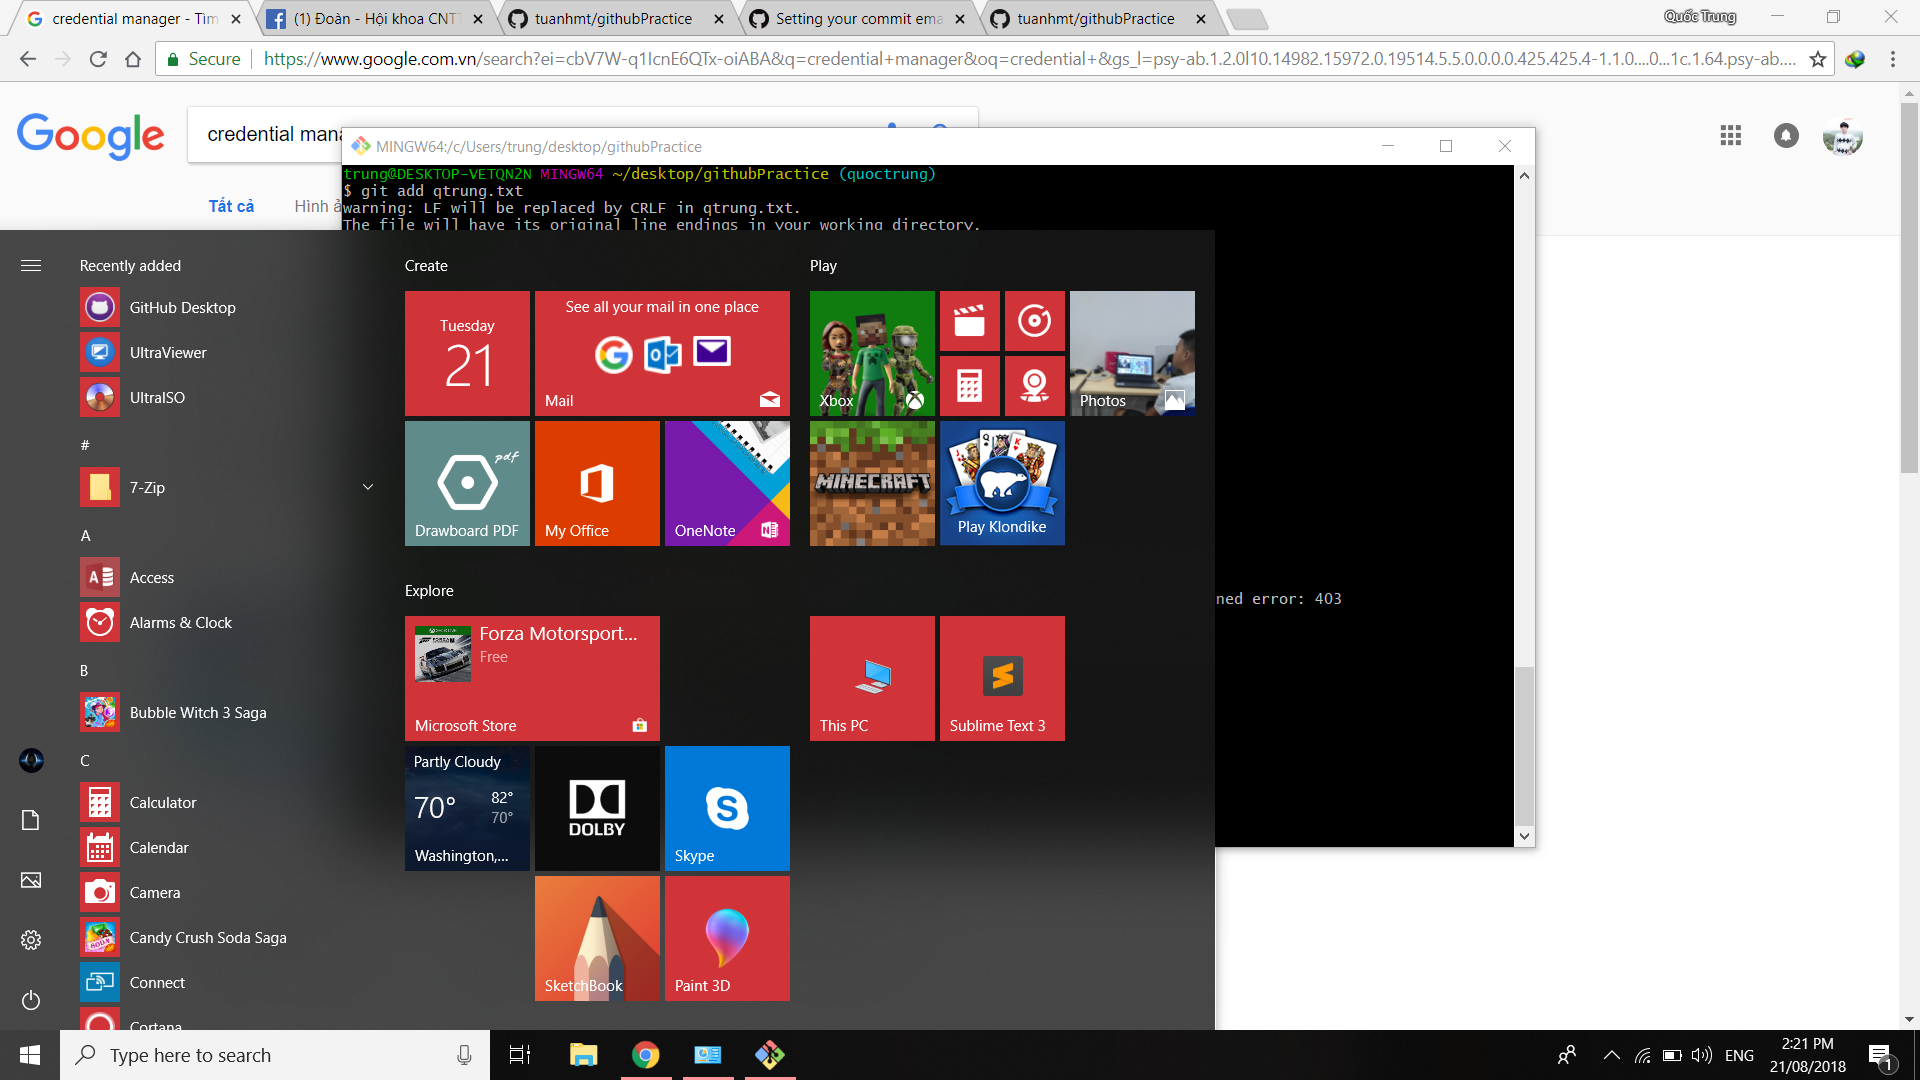 credential manager - Tìm
(1) Đoàn - Hội khoa CNTT
tuanhmt/githubPractice
Setting your commit ema
tuanhmt/githubPractice
Quốc Trung
Secure
https://www.google.com.vn/search?ei=cbV7W-q1IcnE6QTx-oiABA&q=credential+manager&oq=credential+&gs_l=psy-ab.1.2.0l10.14982.15972.0.19514.5.5.0.0.0.0.425.425.4-1.1.0....0...1c.1.64.psy-ab....
Google
credential mana
Tất cả
Hình ả
MINGW64:/c/Users/trung/desktop/githubPractice
trung@DESKTOP-VETQN2N MINGW64 ~/desktop/githubPractice (quoctrung)
$ git add qtrung.txt
warning: LF will be replaced by CRLF in qtrung.txt.
The file will have its original line endings in your working directory.
ned error: 403
Recently added
GitHub Desktop
UltraViewer
UltraISO
#
7-Zip
A
Access
Alarms & Clock
B
Bubble Witch 3 Saga
C
Calculator
Calendar
Camera
Candy Crush Soda Saga
Connect
Cortana
Create
Tuesday
21
See all your mail in one place
Mail
Drawboard PDF
pdf
My Office
OneNote
Play
Xbox
Photos
MINECRAFT
Play Klondike
Explore
Forza Motorsport...
Free
Microsoft Store
This PC
Sublime Text 3
Partly Cloudy
70°
82°
70°
Washington,...
DOLBY
Skype
SketchBook
Paint 3D
Type here to search
ENG
2:21 PM
21/08/2018
1